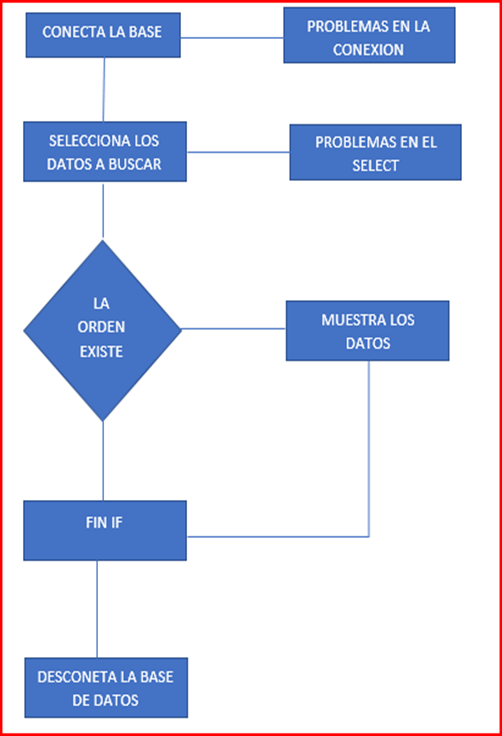 CONECTA LA BASE
PROBLEMAS EN LA
CONEXION
SELECCIONA LOS
DATOS A BUSCAR
PROBLEMAS EN EL
SELECT
LA
ORDEN
EXISTE
MUESTRA LOS
DATOS
FIN IF
DESCONETA LA BASE
DE DATOS